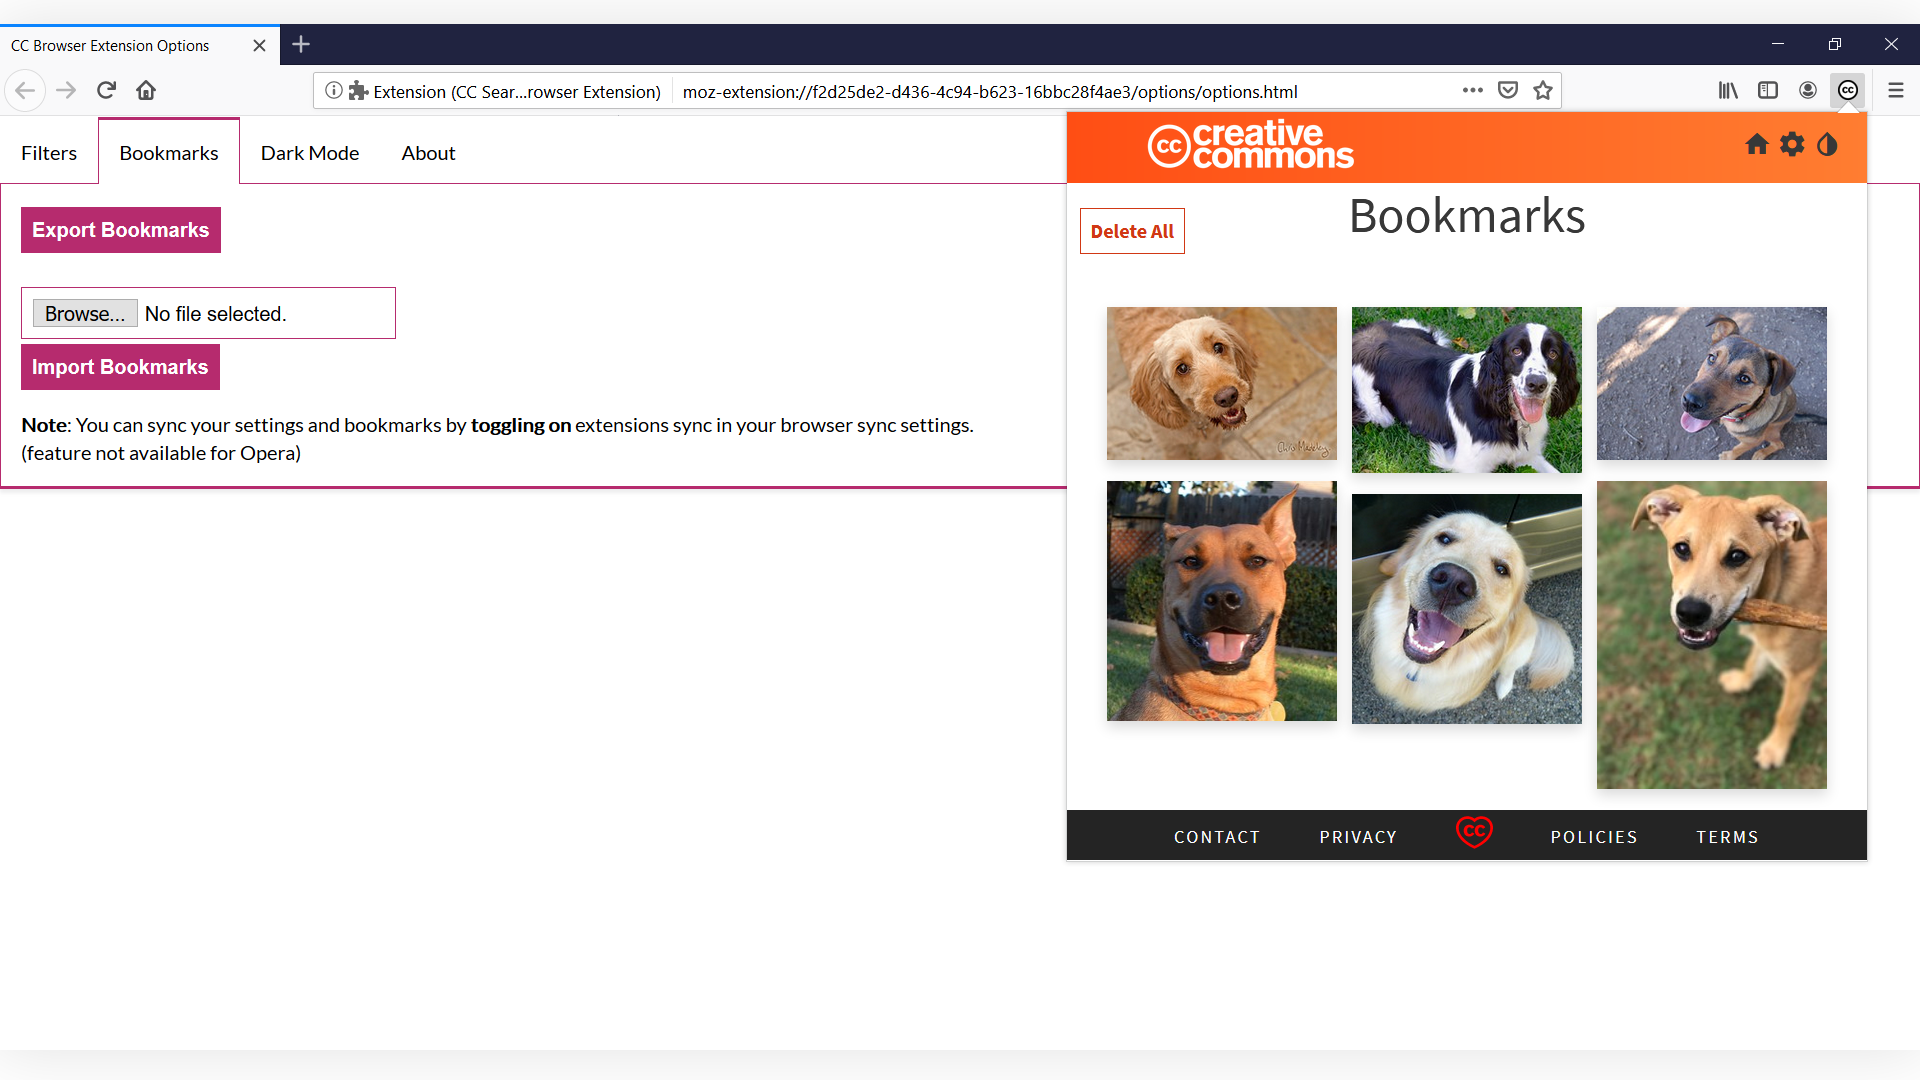 CC Browser Extension Options
Extension (CC Sear...rowser Extension)
moz-extension://f2d25de2-d436-4c94-b623-16bbc28f4ae3/options/options.html
Filters
Bookmarks
Dark Mode
About
Export Bookmarks
Browse...
No file selected.
Import Bookmarks
Note: You can sync your settings and bookmarks by toggling on extensions sync in your browser sync settings.
(feature not available for Opera)
cc
cc creative
commons
Delete All
Bookmarks
CONTACT
PRIVACY
CC
POLICIES
TERMS